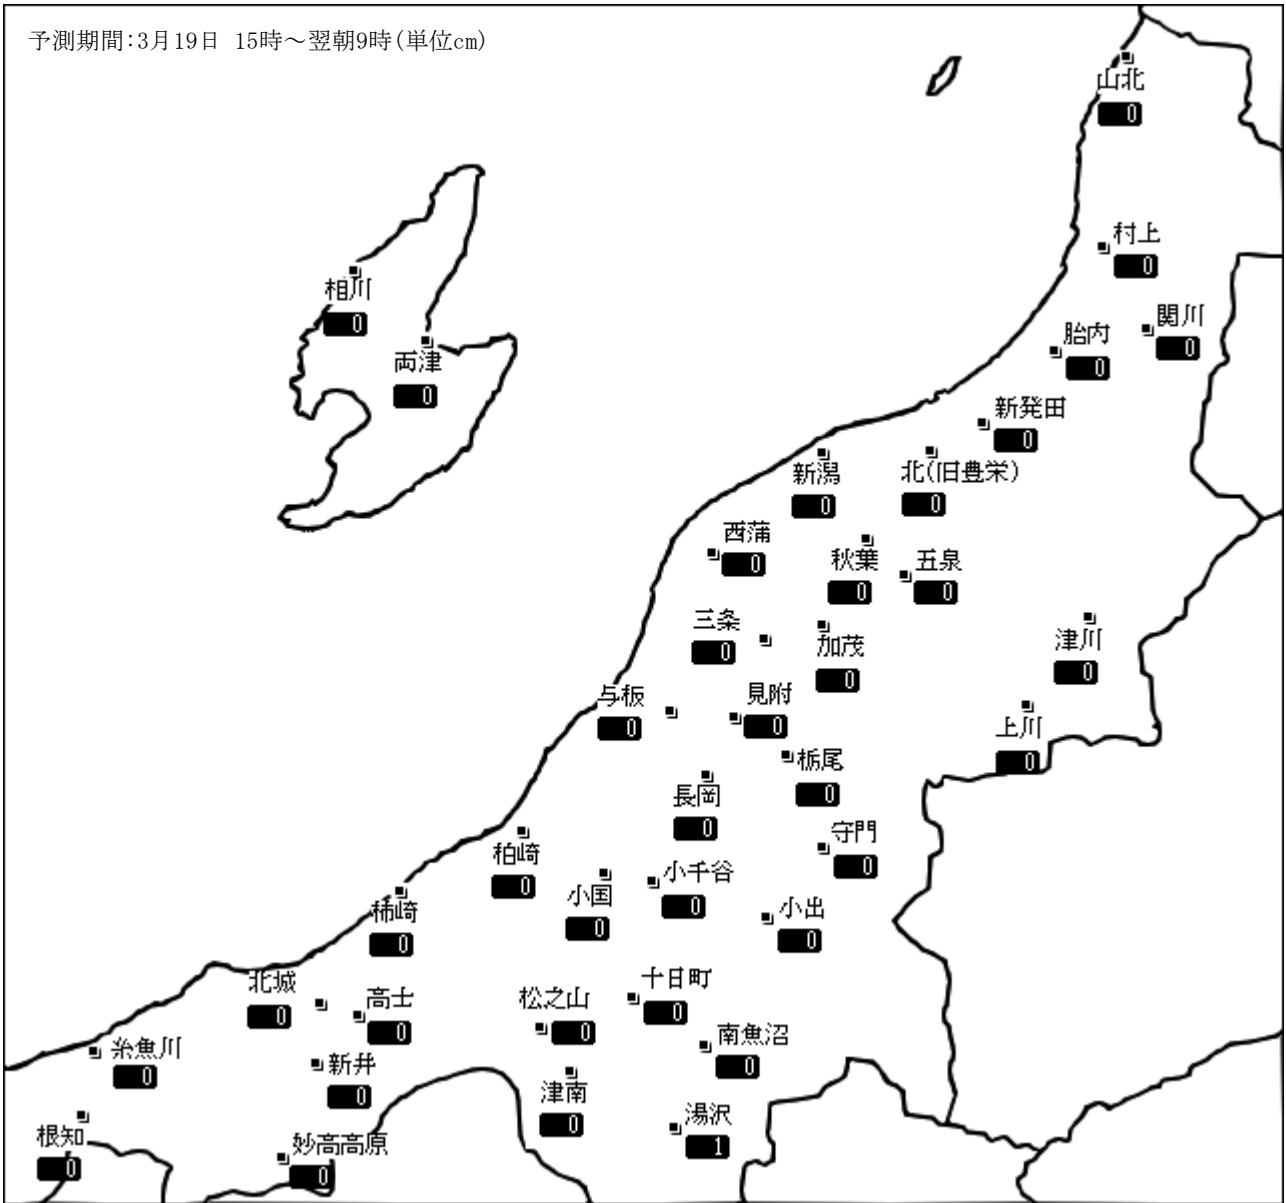 予測期間:3月19日 15時～翌朝9時(単位cm)
山北
0
村上
0
相川
0
関川
0
胎内
0
両津
0
新発田
0
新潟
0
北(旧豊栄)
0
西蒲
0
秋葉
0
五泉
0
三条
0
加茂
0
津川
0
与板
0
見附
0
上川
0
栃尾
0
長岡
0
守門
0
柏崎
0
小国
0
小千谷
0
小出
0
柿崎
0
北城
0
高士
0
松之山
0
十日町
0
南魚沼
0
糸魚川
0
新井
0
津南
0
湯沢
1
根知
0
妙高高原
0